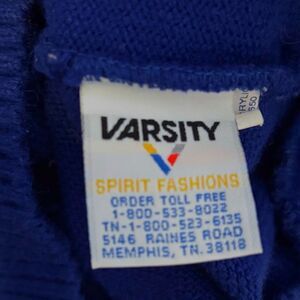 VARSITY
SPIRIT FASHIONS
ORDER TOLL FREE
1-800-533-8022
TN-1-800-523-6135
5146 RAINES ROAD
MEMPHIS, TN. 38118